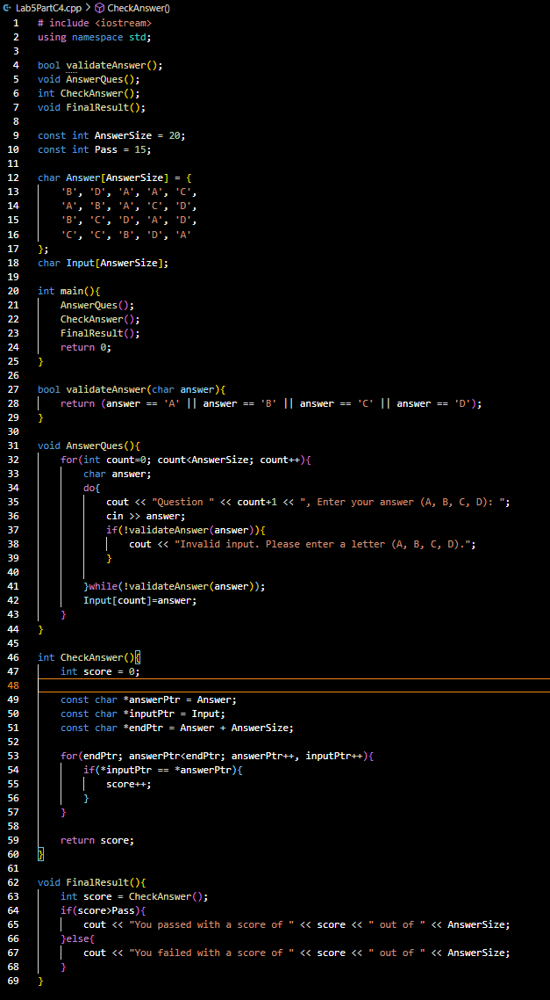 Lab5PartC4.cpp > CheckAnswer()
1 # include <iostream>
2 using namespace std;
3
4 bool validateAnswer();
5 void AnswerQues();
6 int CheckAnswer();
7 void FinalResult();
8
9 const int AnswerSize = 20;
10 const int Pass = 15;
11
12 char Answer[AnswerSize] = {
13 'B', 'D', 'A', 'A', 'C',
14 'A', 'B', 'A', 'C', 'D',
15 'B', 'C', 'D', 'A', 'D',
16 'C', 'C', 'B', 'D', 'A'
17 };
18 char Input[AnswerSize];
19
20 int main(){
21 AnswerQues();
22 CheckAnswer();
23 FinalResult();
24 return 0;
25 }
26
27 bool validateAnswer(char answer){
28 return (answer == 'A' || answer == 'B' || answer == 'C' || answer == 'D');
29 }
30
31 void AnswerQues(){
32 for(int count=0; count<AnswerSize; count++){
33 char answer;
34 do{
35 cout << "Question " << count+1 << ", Enter your answer (A, B, C, D): ";
36 cin >> answer;
37 if(!validateAnswer(answer)){
38 cout << "Invalid input. Please enter a letter (A, B, C, D).";
39 }
40
41 }while(!validateAnswer(answer));
42 Input[count]=answer;
43 }
44 }
45
46 int CheckAnswer(){
47 int score = 0;
48
49 const char *answerPtr = Answer;
50 const char *inputPtr = Input;
51 const char *endPtr = Answer + AnswerSize;
52
53 for(endPtr; answerPtr<endPtr; answerPtr++, inputPtr++){
54 if(*inputPtr == *answerPtr){
55 score++;
56 }
57 }
58
59 return score;
60 }
61
62 void FinalResult(){
63 int score = CheckAnswer();
64 if(score>Pass){
65 cout << "You passed with a score of " << score << " out of " << AnswerSize;
66 }else{
67 cout << "You failed with a score of " << score << " out of " << AnswerSize;
68 }
69 }